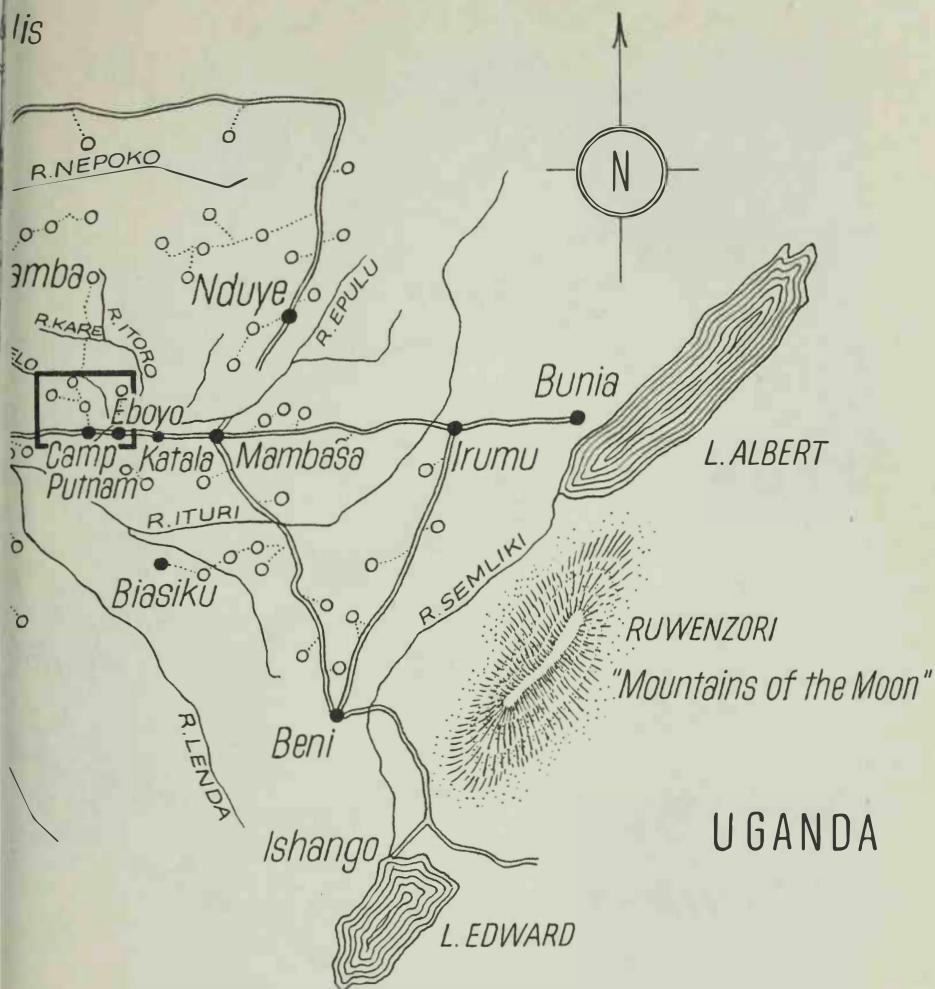 lis
N
R. NEPOKO
amba
Nduye
R. EPULU
R. KARE
R. ITORO
ELO
Bunia
Eboyo
Camp
Putnam
Katala
Mambasa
Irumu
L. ALBERT
R. ITURI
Biasiku
R. SEMLIKI
RUWENZORI
"Mountains of the Moon"
R. LENDA
Beni
UGANDA
Ishango
L. EDWARD